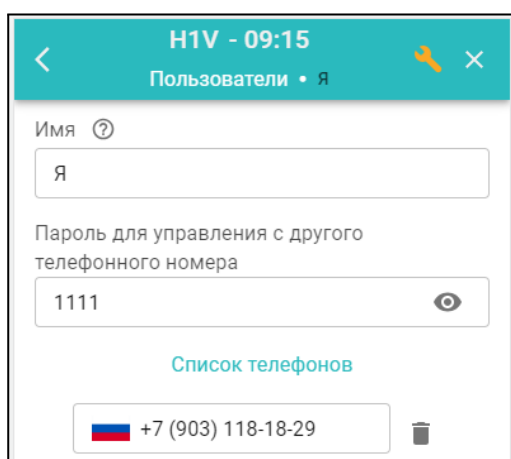 H1V - 09:15
Пользователи • Я
Имя ?
Я
Пароль для управления с другого
телефонного номера
1111
Список телефонов
+7 (903) 118-18-29